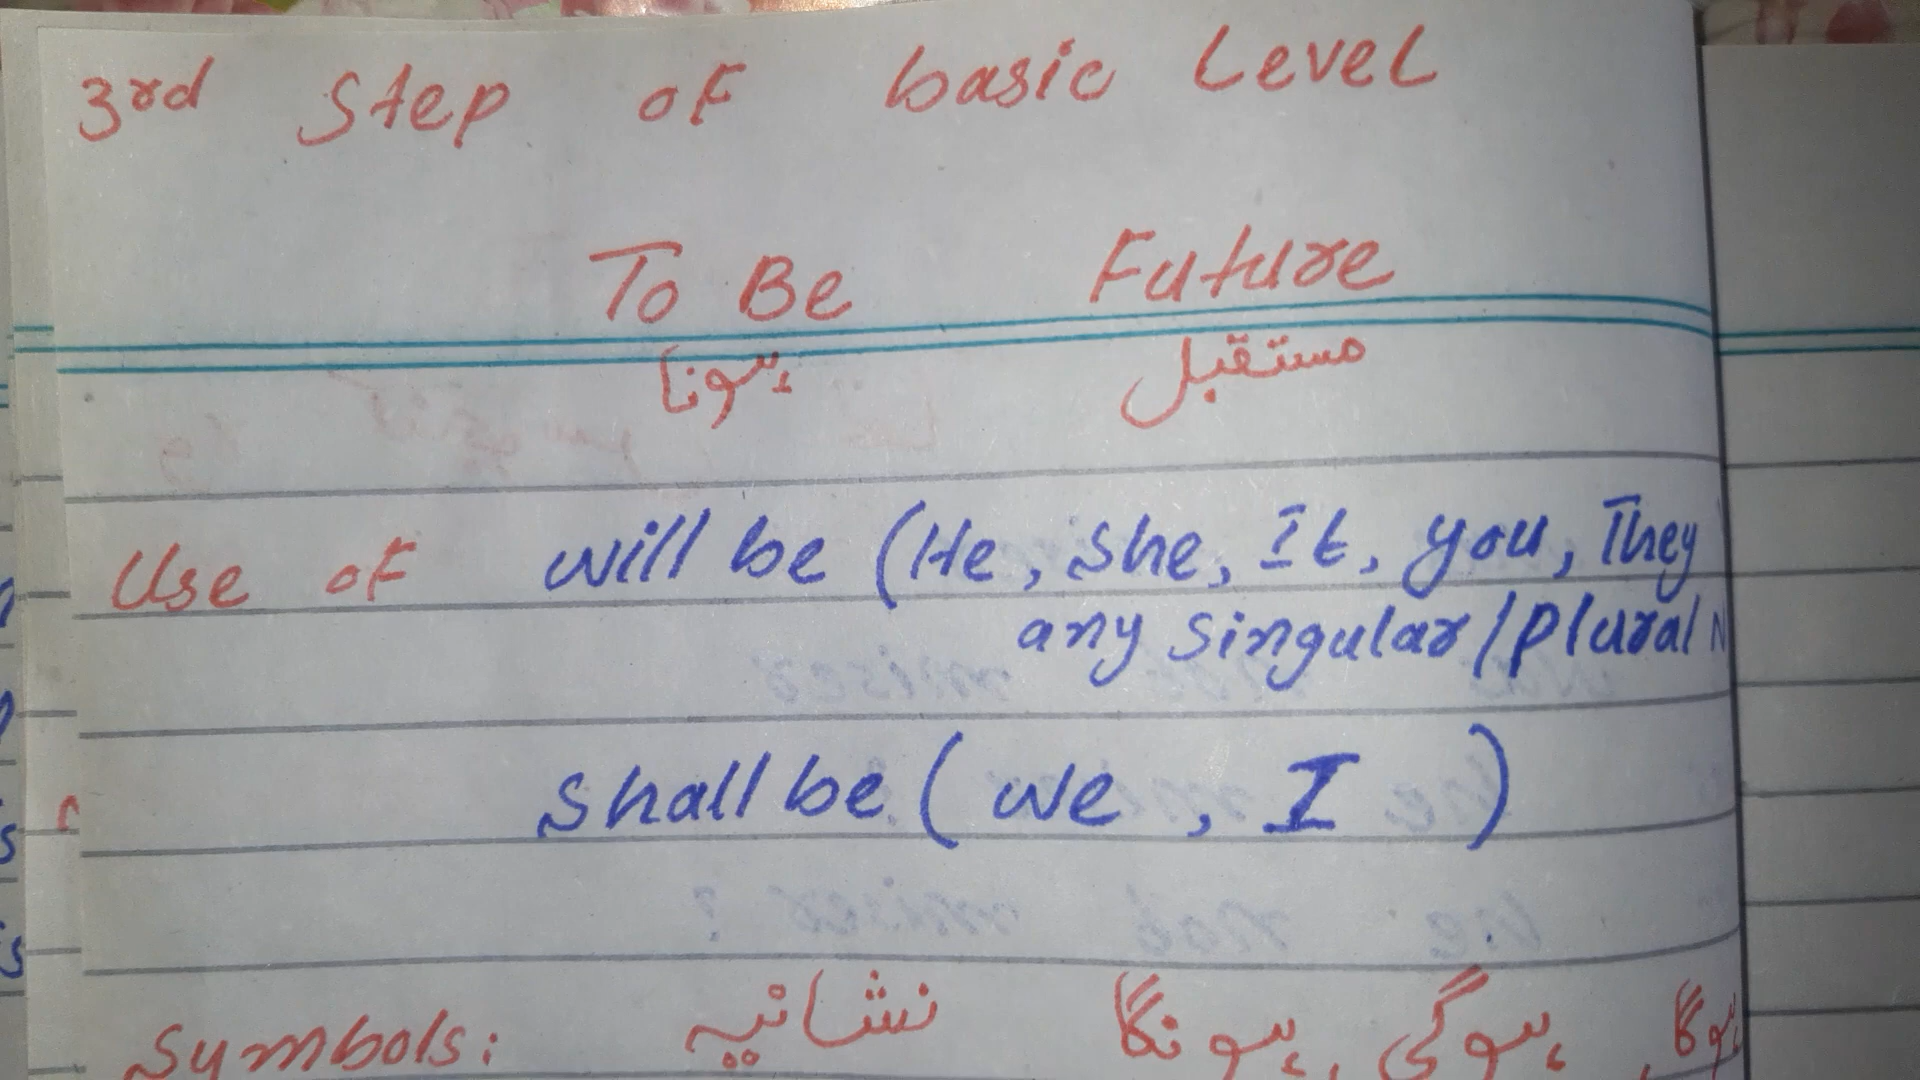 3rd Step of basic Level
To Be Future
ہونا مستقبل
Use of will be (He, She, It, you, They
any Singular/Plural N
Shall be (we, I )
Symbols: نشانیہ ہوگا, ہوگی, ہونگا